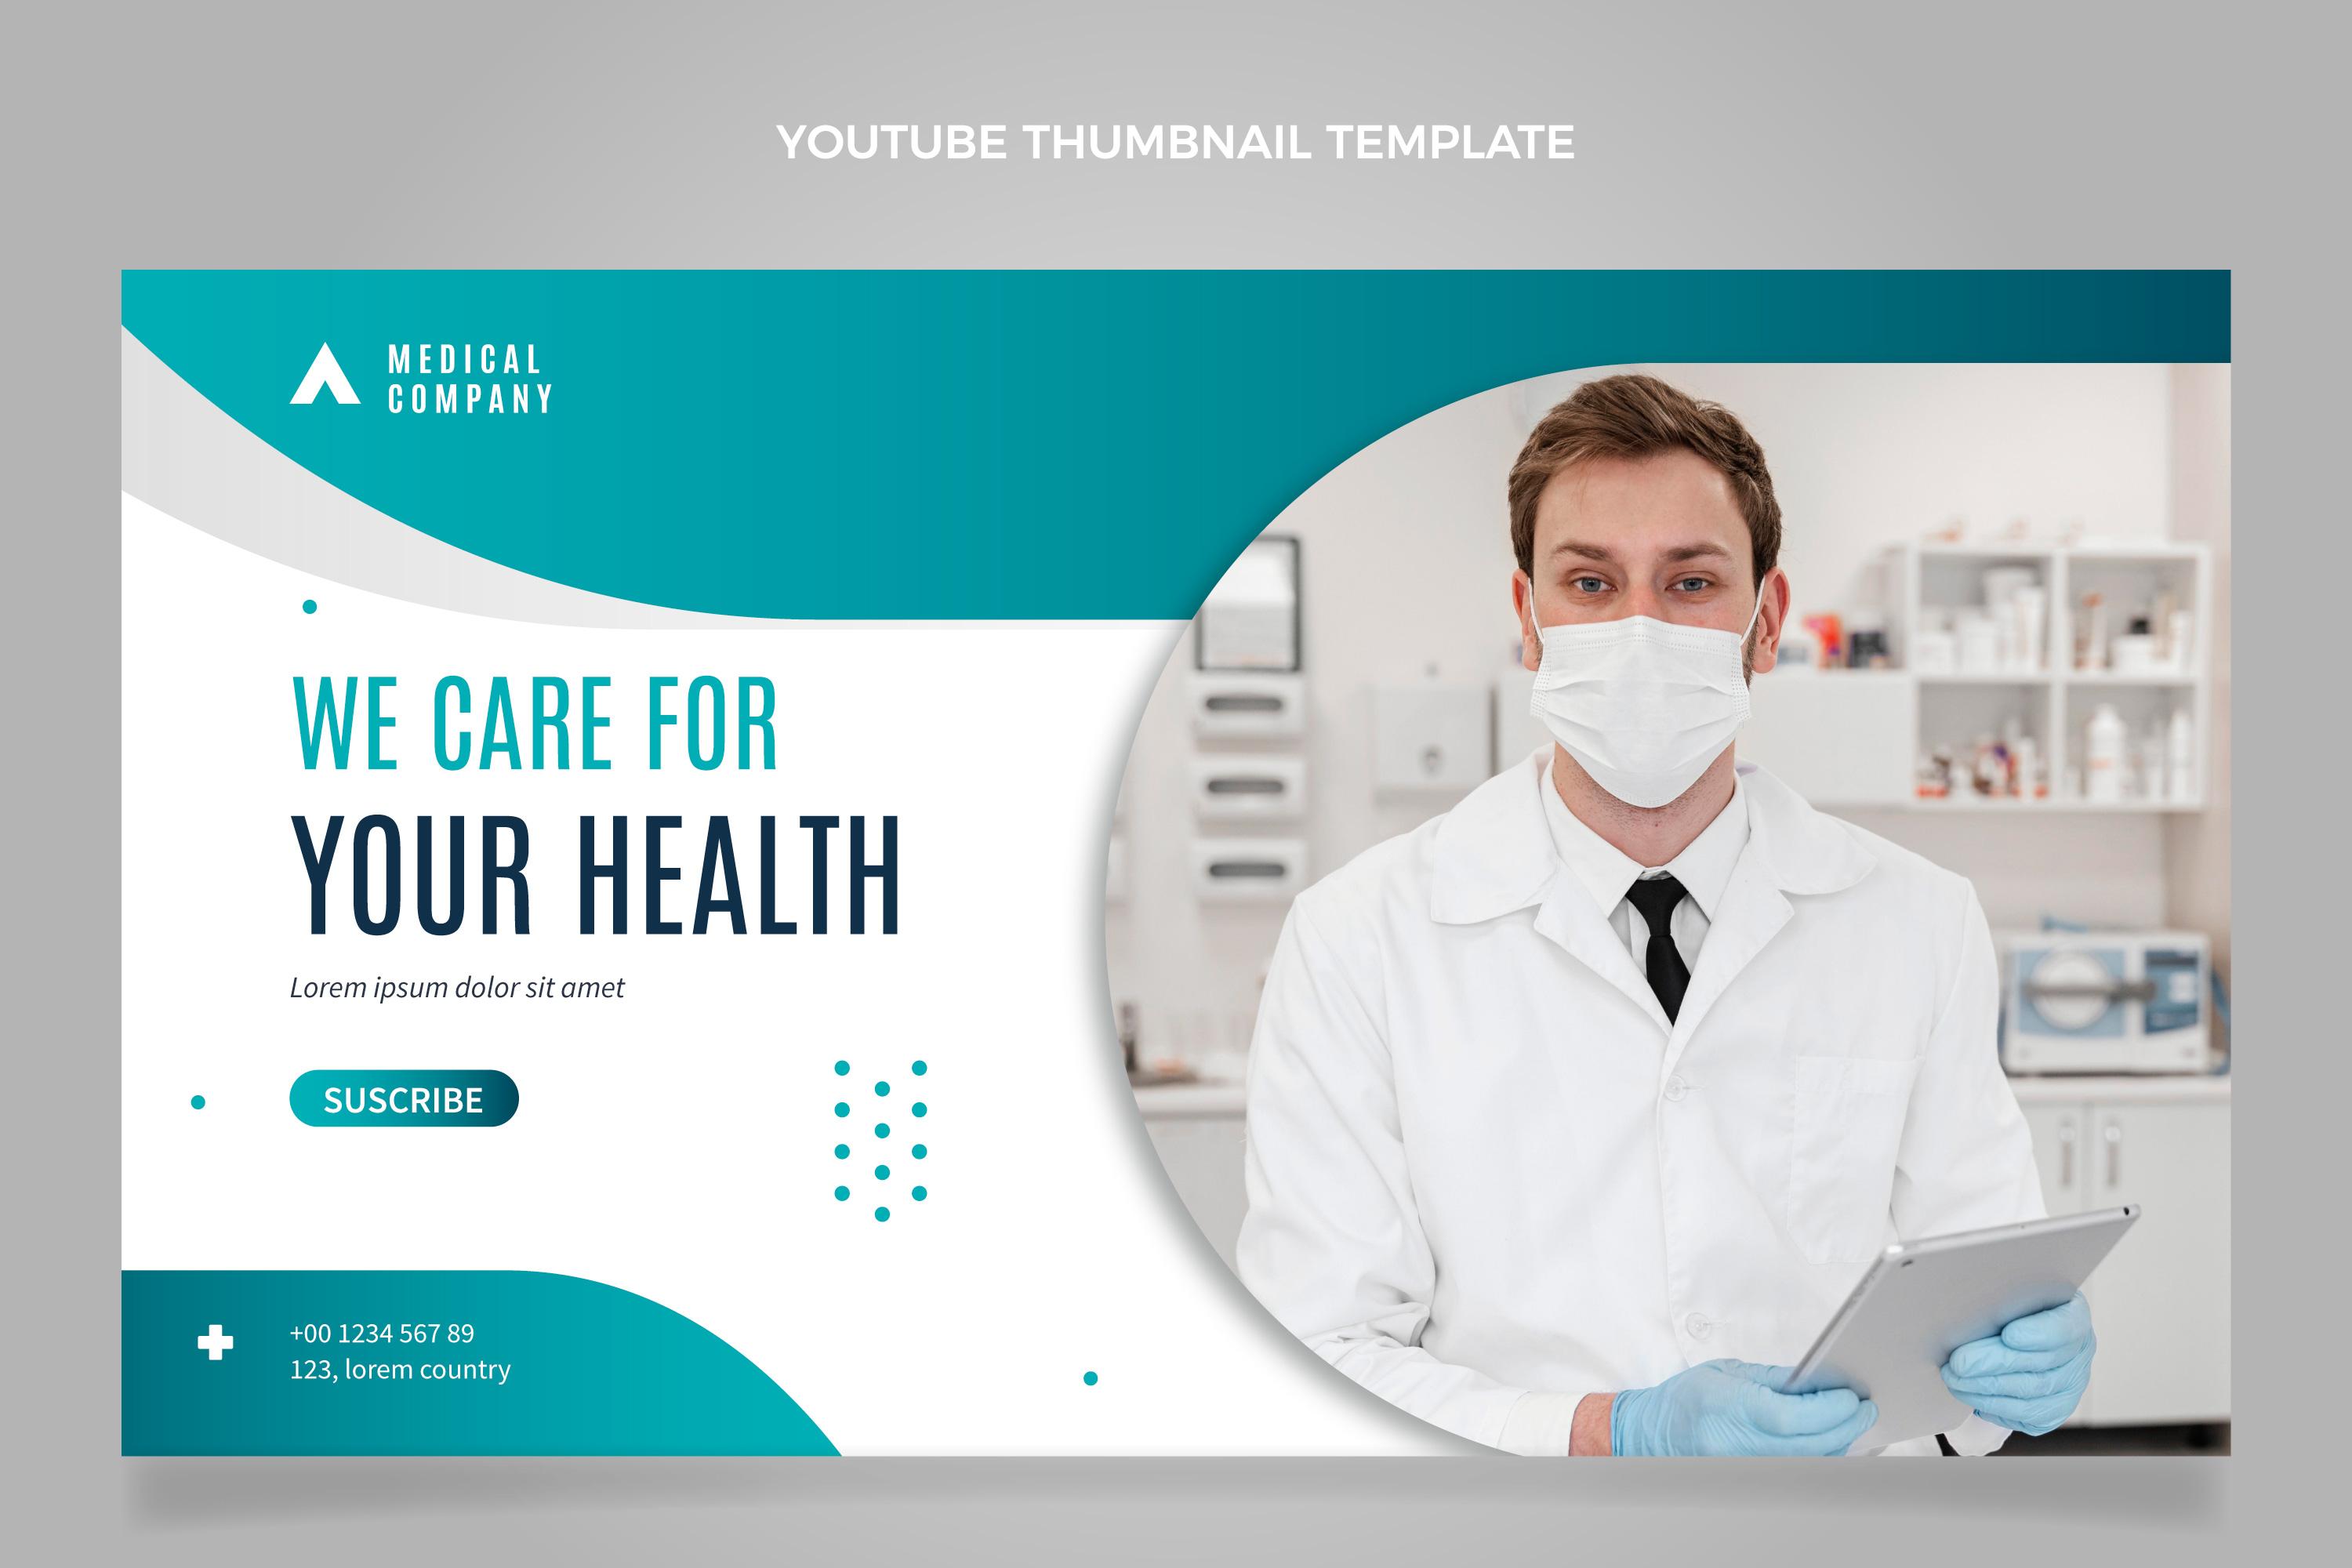 YOUTUBE THUMBNAIL TEMPLATE
MEDICAL
COMPANY
WE CARE FOR
YOUR HEALTH
Lorem ipsum dolor sit amet
SUSCRIBE
+00 1234 567 89
123, lorem country